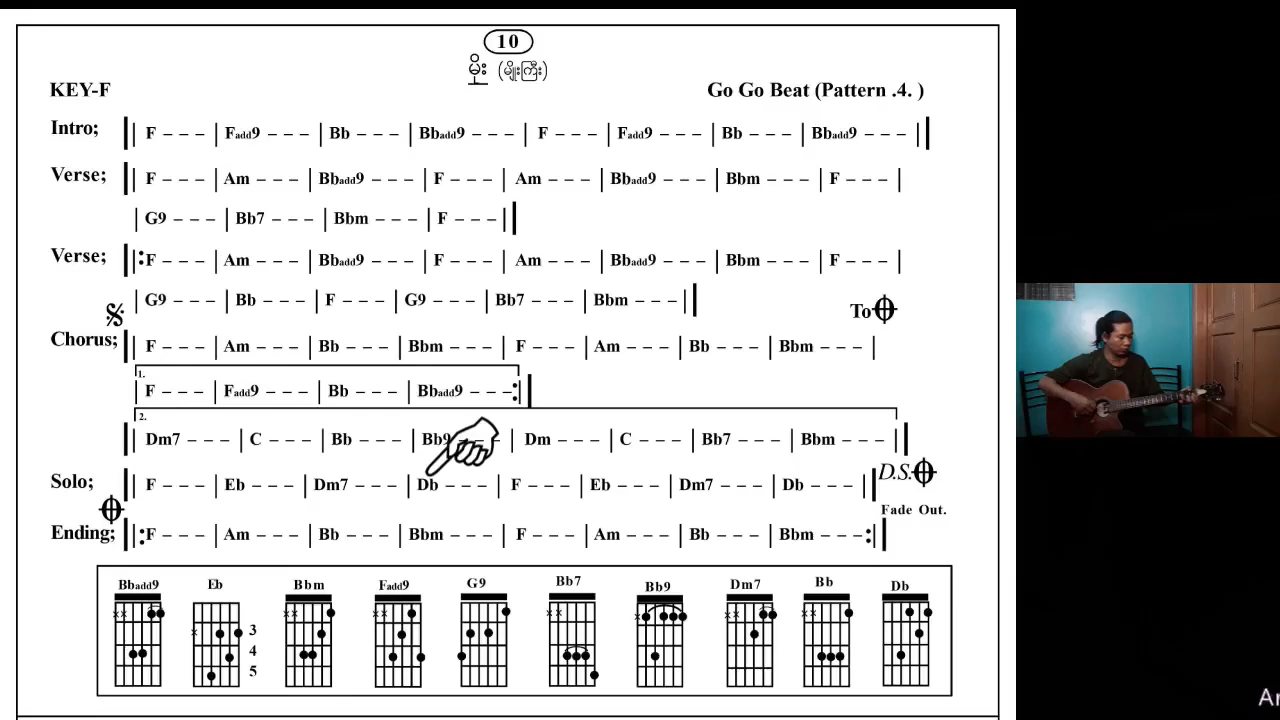 10
မိုး (မျိုးကြီး)
KEY-F Go Go Beat (Pattern .4. )
Intro; || F – – – | Fadd9 – – – | Bb – – – | Bbadd9 – – – | F – – – | Fadd9 – – – | Bb – – – | Bbadd9 – – – ||
Verse; || F – – – | Am – – – | Bbadd9 – – – | F – – – | Am – – – | Bbadd9 – – – | Bbm – – – | F – – – |
| G9 – – – | Bb7 – – – | Bbm – – – | F – – – ||
Verse; ||: F – – – | Am – – – | Bbadd9 – – – | F – – – | Am – – – | Bbadd9 – – – | Bbm – – – | F – – – |
| G9 – – – | Bb – – – | F – – – | G9 – – – | Bb7 – – – | Bbm – – – ||
To
Chorus; || F – – – | Am – – – | Bb – – – | Bbm – – – | F – – – | Am – – – | Bb – – – | Bbm – – – |
1.
| F – – – | Fadd9 – – – | Bb – – – | Bbadd9 – – – :||
2.
|| Dm7 – – – | C – – – | Bb – – – | Bb9 – – – | Dm – – – | C – – – | Bb7 – – – | Bbm – – – ||
Solo; || F – – – | Eb – – – | Dm7 – – – | Db – – – | F – – – | Eb – – – | Dm7 – – – | Db – – – || D.S.
Fade Out.
Ending; ||: F – – – | Am – – – | Bb – – – | Bbm – – – | F – – – | Am – – – | Bb – – – | Bbm – – – :||
Bbadd9 Eb Bbm Fadd9 G9 Bb7 Bb9 Dm7 Bb Db
x x x x x x x x x x x x x x
3
4
5